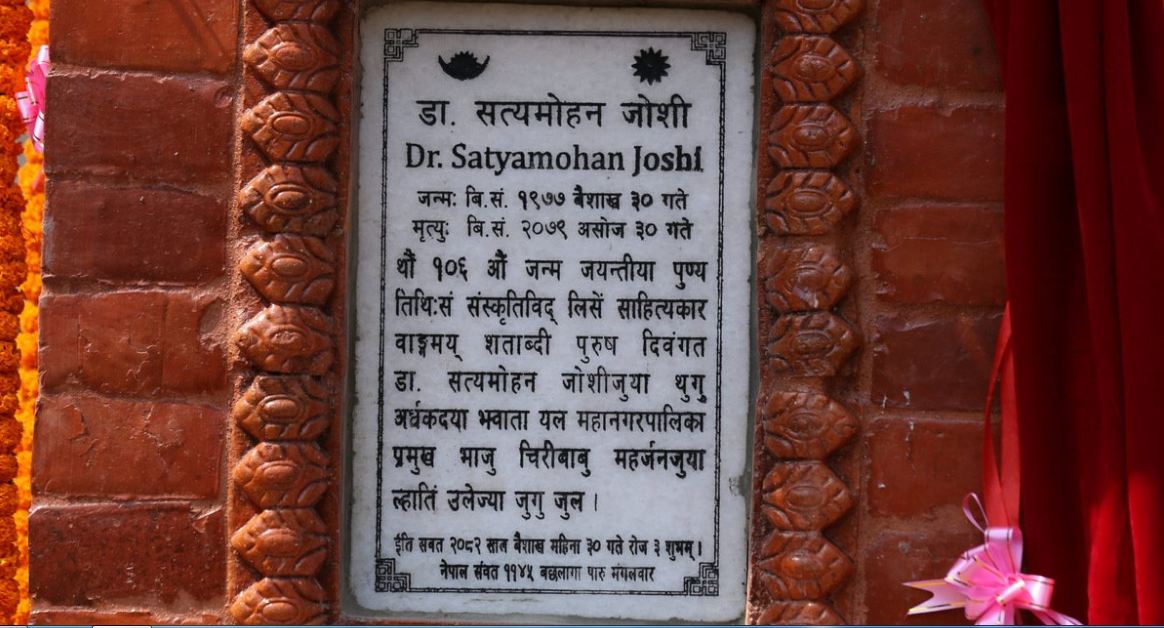 डा. सत्यमोहन जोशी
Dr. Satyamohan Joshi
जन्मः बि.सं. १९७७ बैशाख ३० गते
मृत्युः बि.सं. २०७९ असोज ३० गते
थौं १०६ औं जन्म जयन्तीया पुण्य
तिथिःसं संस्कृतिविद् लिसें साहित्यकार
वाङ्मय् शताब्दी पुरुष दिवंगत
डा. सत्यमोहन जोशीजुया थुगु
अर्धकदया भ्वाता यल महानगरपालिका
प्रमुख भाजु चिरीबाबु महर्जनजुया
ल्हातिं उलेज्या जुगु जुल ।
ईति सवत २०८२ साल बैशाख महिना ३० गते रोज ३ शुभम् ।
नेपाल संवत ११४५ बछलागा पारु मंगलवार